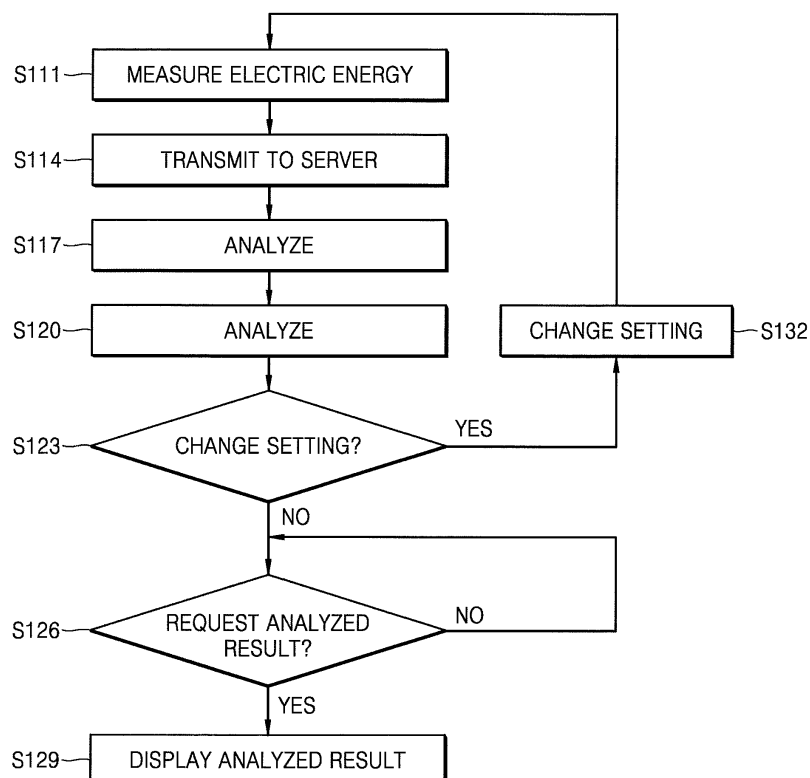 S111
MEASURE ELECTRIC ENERGY
S114
TRANSMIT TO SERVER
S117
ANALYZE
S120
ANALYZE
CHANGE SETTING
S132
S123
CHANGE SETTING?
YES
NO
S126
REQUEST ANALYZED
RESULT?
NO
YES
S129
DISPLAY ANALYZED RESULT